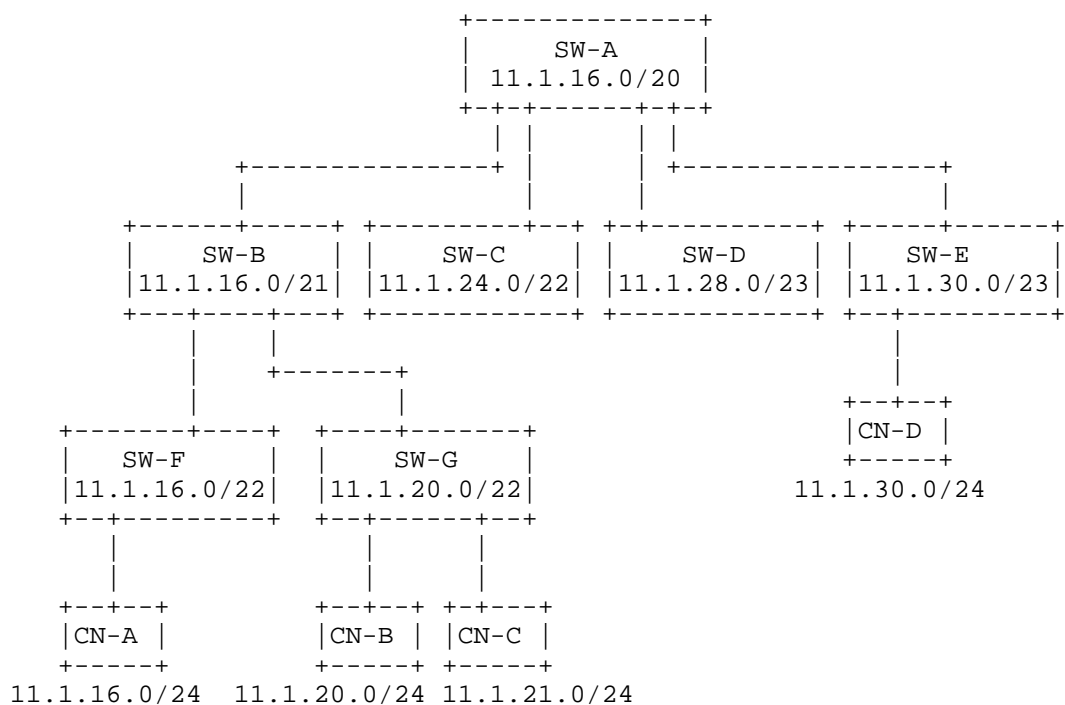 SW-A
11.1.16.0/20
SW-B SW-C SW-D SW-E
11.1.16.0/21 11.1.24.0/22 11.1.28.0/23 11.1.30.0/23
CN-D
SW-F SW-G
11.1.16.0/22 11.1.20.0/22 11.1.30.0/24
CN-A CN-B CN-C
11.1.16.0/24 11.1.20.0/24 11.1.21.0/24